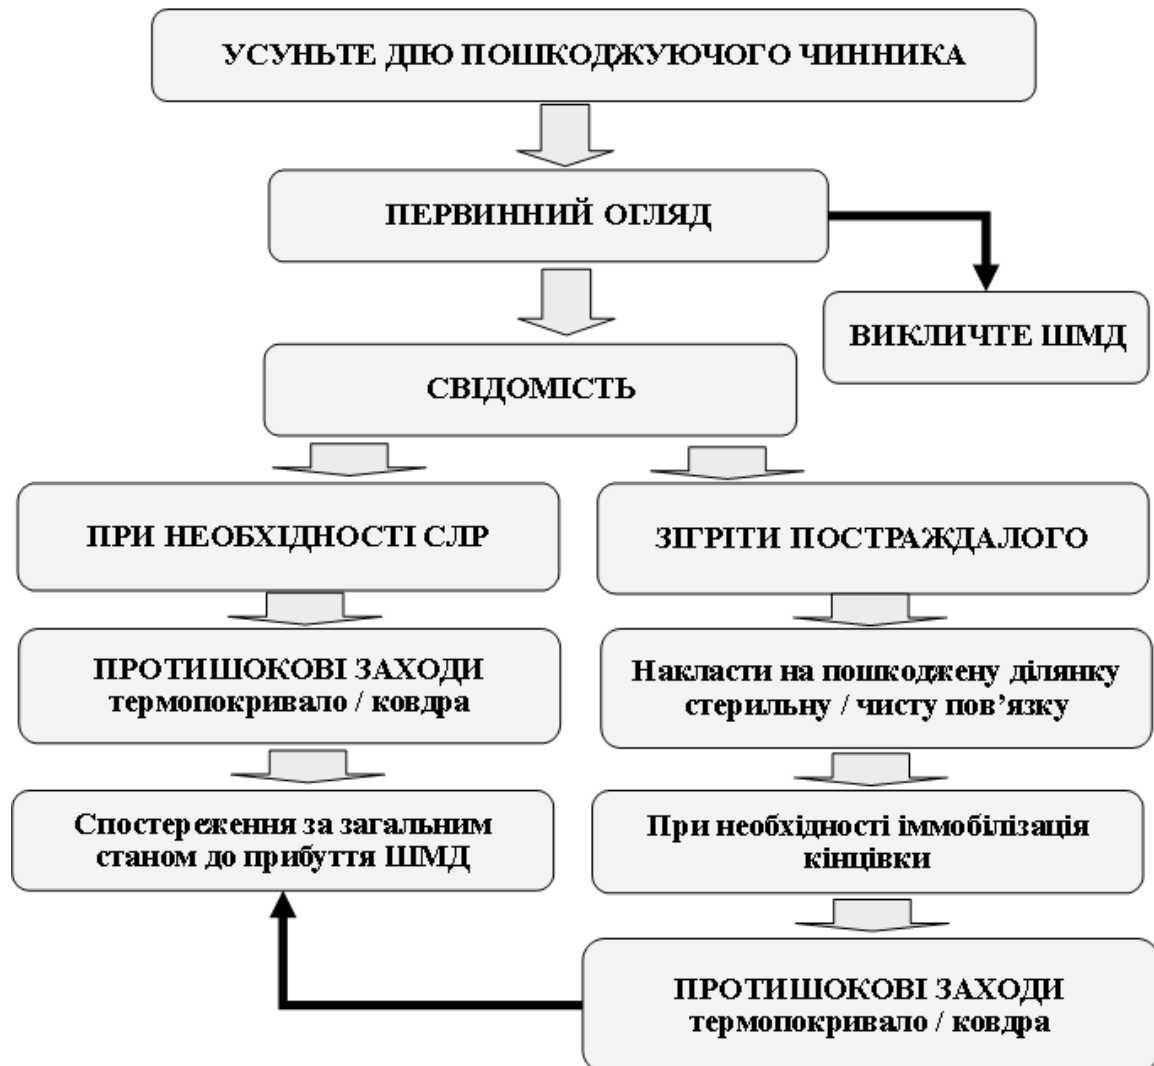 УСУНЬТЕ ДІЮ ПОШКОДЖУЮЧОГО ЧИННИКА
ПЕРВИННИЙ ОГЛЯД
ВИКЛИЧТЕ ШМД
СВІДОМІСТЬ
ПРИ НЕОБХІДНОСТІ СЛР
ЗІГРІТИ ПОСТРАЖДАЛОГО
ПРОТИШОКОВІ ЗАХОДИ
термопокривало / ковдра
Накласти на пошкоджену ділянку
стерильну / чисту пов’язку
Спостереження за загальним
станом до прибуття ШМД
При необхідності іммобілізація
кінцівки
ПРОТИШОКОВІ ЗАХОДИ
термопокривало / ковдра